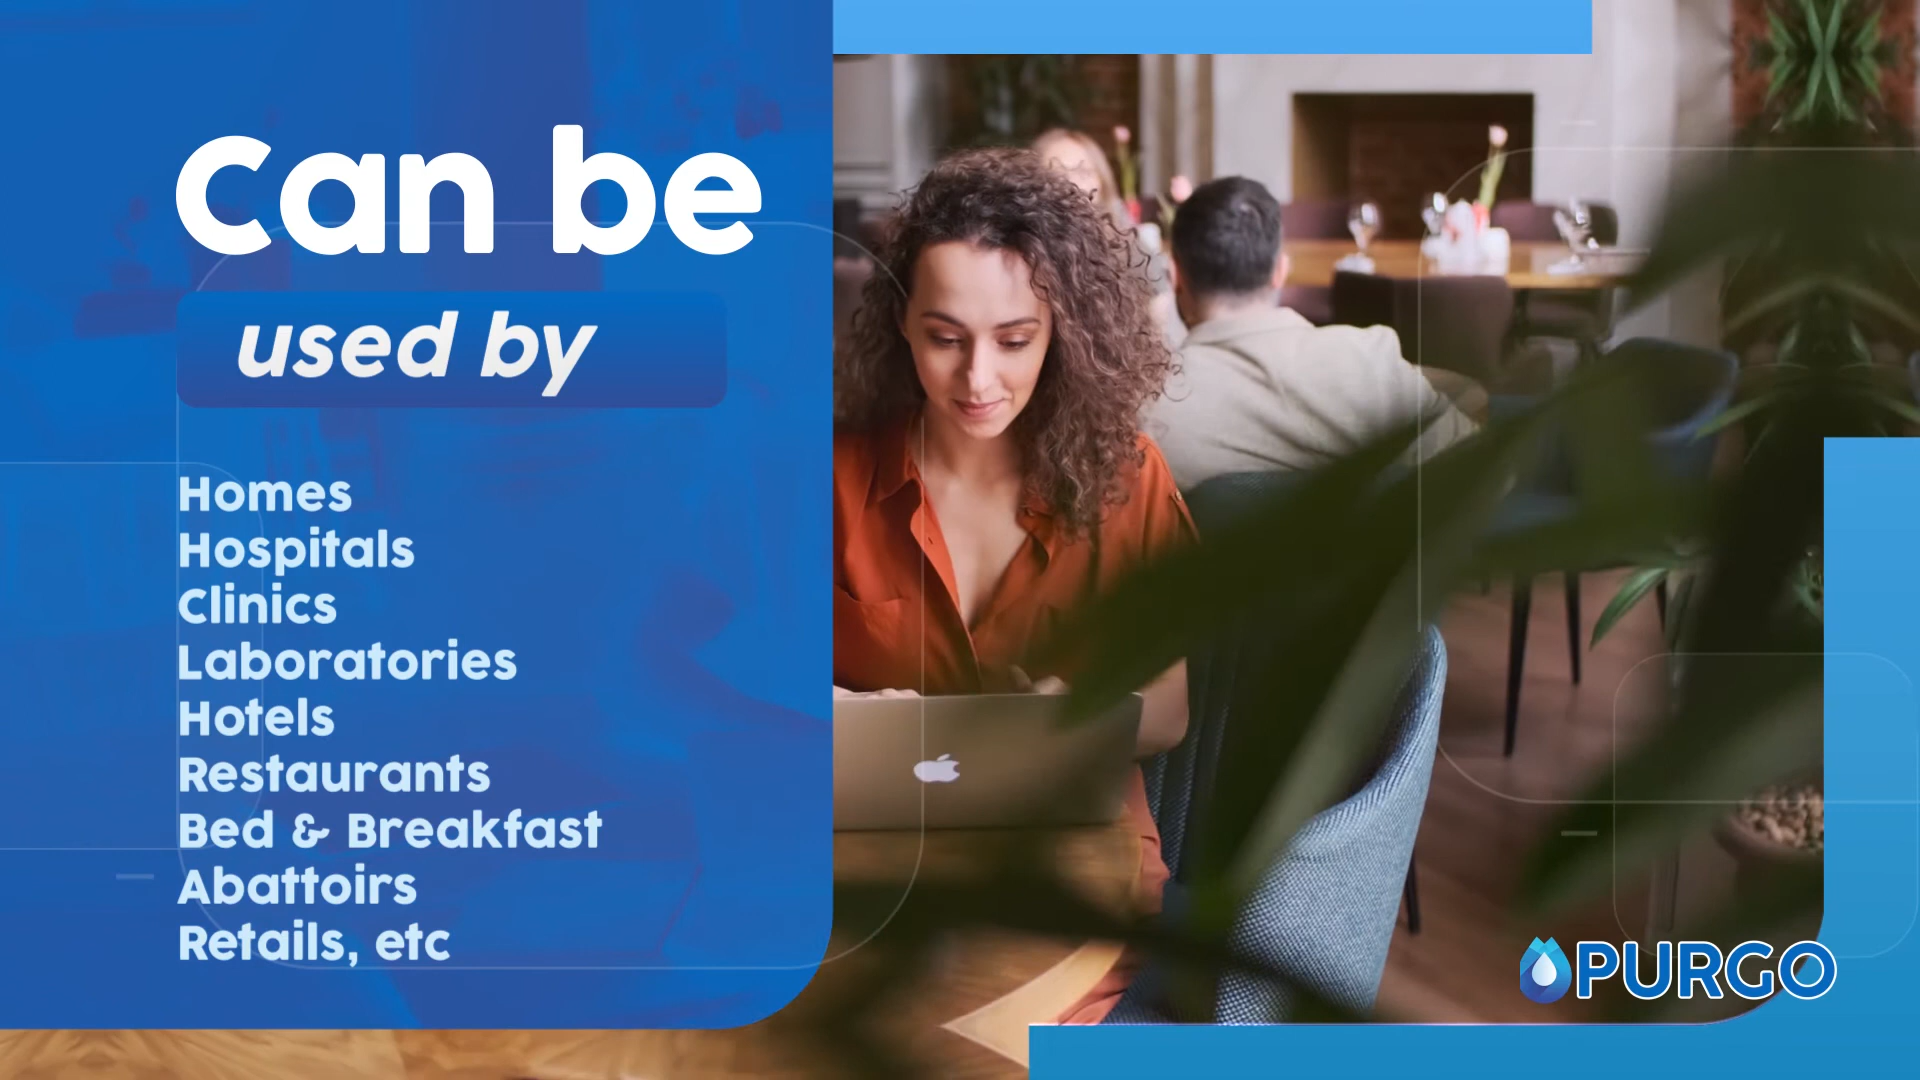 Can be
used by
Homes
Hospitals
Clinics
Laboratories
Hotels
Restaurants
Bed & Breakfast
Abattoirs
Retails, etc
PURGO